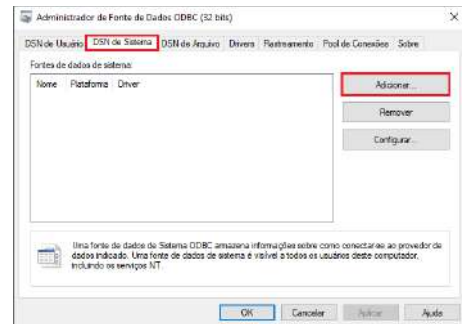 Administrador de Fonte de Dados ODBC (32 bits)
DSN de Usuário DSN de Sistema DSN de Arquivo Drivers Rastreamento Pool de Conexões Sobre
Fontes de dados de sistema:
Nome Plataforma Driver
Adicionar...
Remover
Configurar...
Uma fonte de dados de Sistema ODBC armazena informações sobre como conectar-se ao provedor de
dados indicado. Uma fonte de dados de sistema é visível a todos os usuários deste computador,
incluindo os serviços NT.
OK Cancelar Aplicar Ajuda